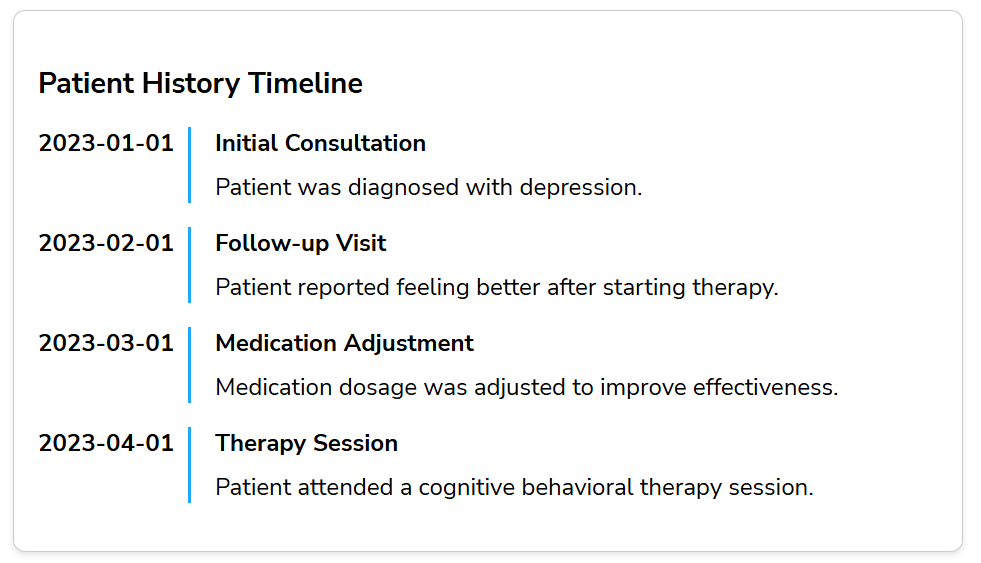 Patient History Timeline
2023-01-01
Initial Consultation
Patient was diagnosed with depression.
2023-02-01
Follow-up Visit
Patient reported feeling better after starting therapy.
2023-03-01
Medication Adjustment
Medication dosage was adjusted to improve effectiveness.
2023-04-01
Therapy Session
Patient attended a cognitive behavioral therapy session.